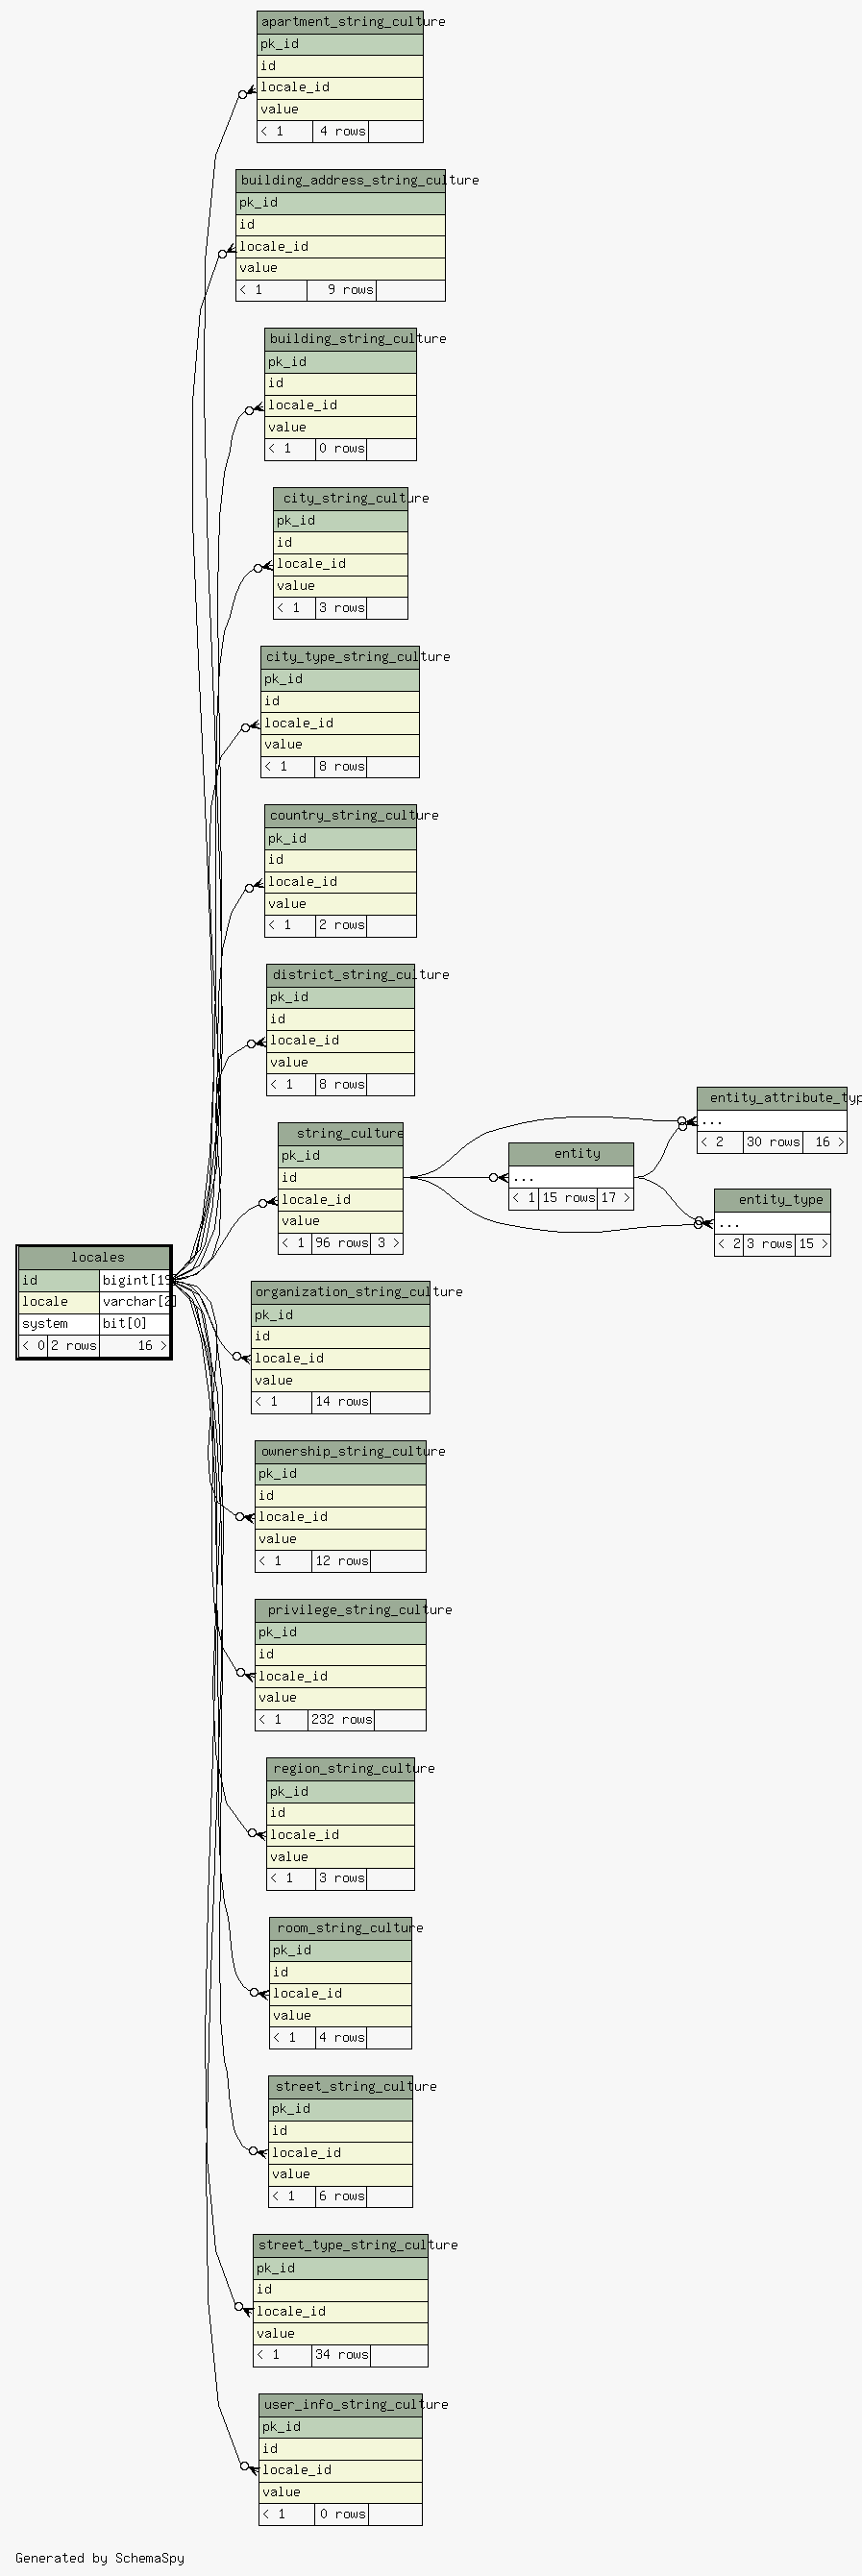 apartment_string_culture
pk_id
id
locale_id
value
< 1 4 rows
building_address_string_culture
pk_id
id
locale_id
value
< 1 9 rows
building_string_culture
pk_id
id
locale_id
value
< 1 0 rows
city_string_culture
pk_id
id
locale_id
value
< 1 3 rows
city_type_string_culture
pk_id
id
locale_id
value
< 1 8 rows
country_string_culture
pk_id
id
locale_id
value
< 1 2 rows
district_string_culture
pk_id
id
locale_id
value
< 1 8 rows
string_culture
pk_id
id
locale_id
value
< 1 96 rows 3 >
entity
...
< 1 15 rows 17 >
entity_attribute_typ
...
< 2 30 rows 16 >
entity_type
...
< 2 3 rows 15 >
locales
id bigint[19
locale varchar[2]
system bit[0]
< 0 2 rows 16 >
organization_string_culture
pk_id
id
locale_id
value
< 1 14 rows
ownership_string_culture
pk_id
id
locale_id
value
< 1 12 rows
privilege_string_culture
pk_id
id
locale_id
value
< 1 232 rows
region_string_culture
pk_id
id
locale_id
value
< 1 3 rows
room_string_culture
pk_id
id
locale_id
value
< 1 4 rows
street_string_culture
pk_id
id
locale_id
value
< 1 6 rows
street_type_string_culture
pk_id
id
locale_id
value
< 1 34 rows
user_info_string_culture
pk_id
id
locale_id
value
< 1 0 rows
Generated by SchemaSpy